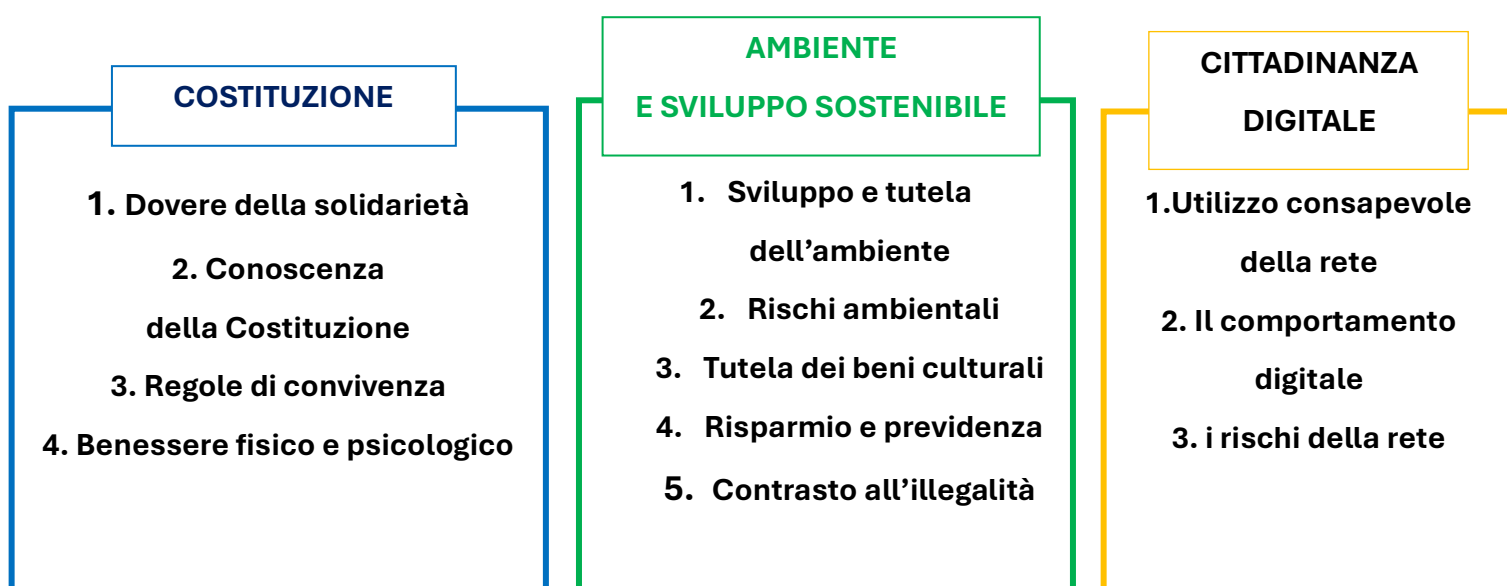 COSTITUZIONE
1. Dovere della solidarietà
2. Conoscenza
della Costituzione
3. Regole di convivenza
4. Benessere fisico e psicologico
AMBIENTE
E SVILUPPO SOSTENIBILE
1. Sviluppo e tutela
dell’ambiente
2. Rischi ambientali
3. Tutela dei beni culturali
4. Risparmio e previdenza
5. Contrasto all’illegalità
CITTADINANZA
DIGITALE
1.Utilizzo consapevole
della rete
2. Il comportamento
digitale
3. i rischi della rete